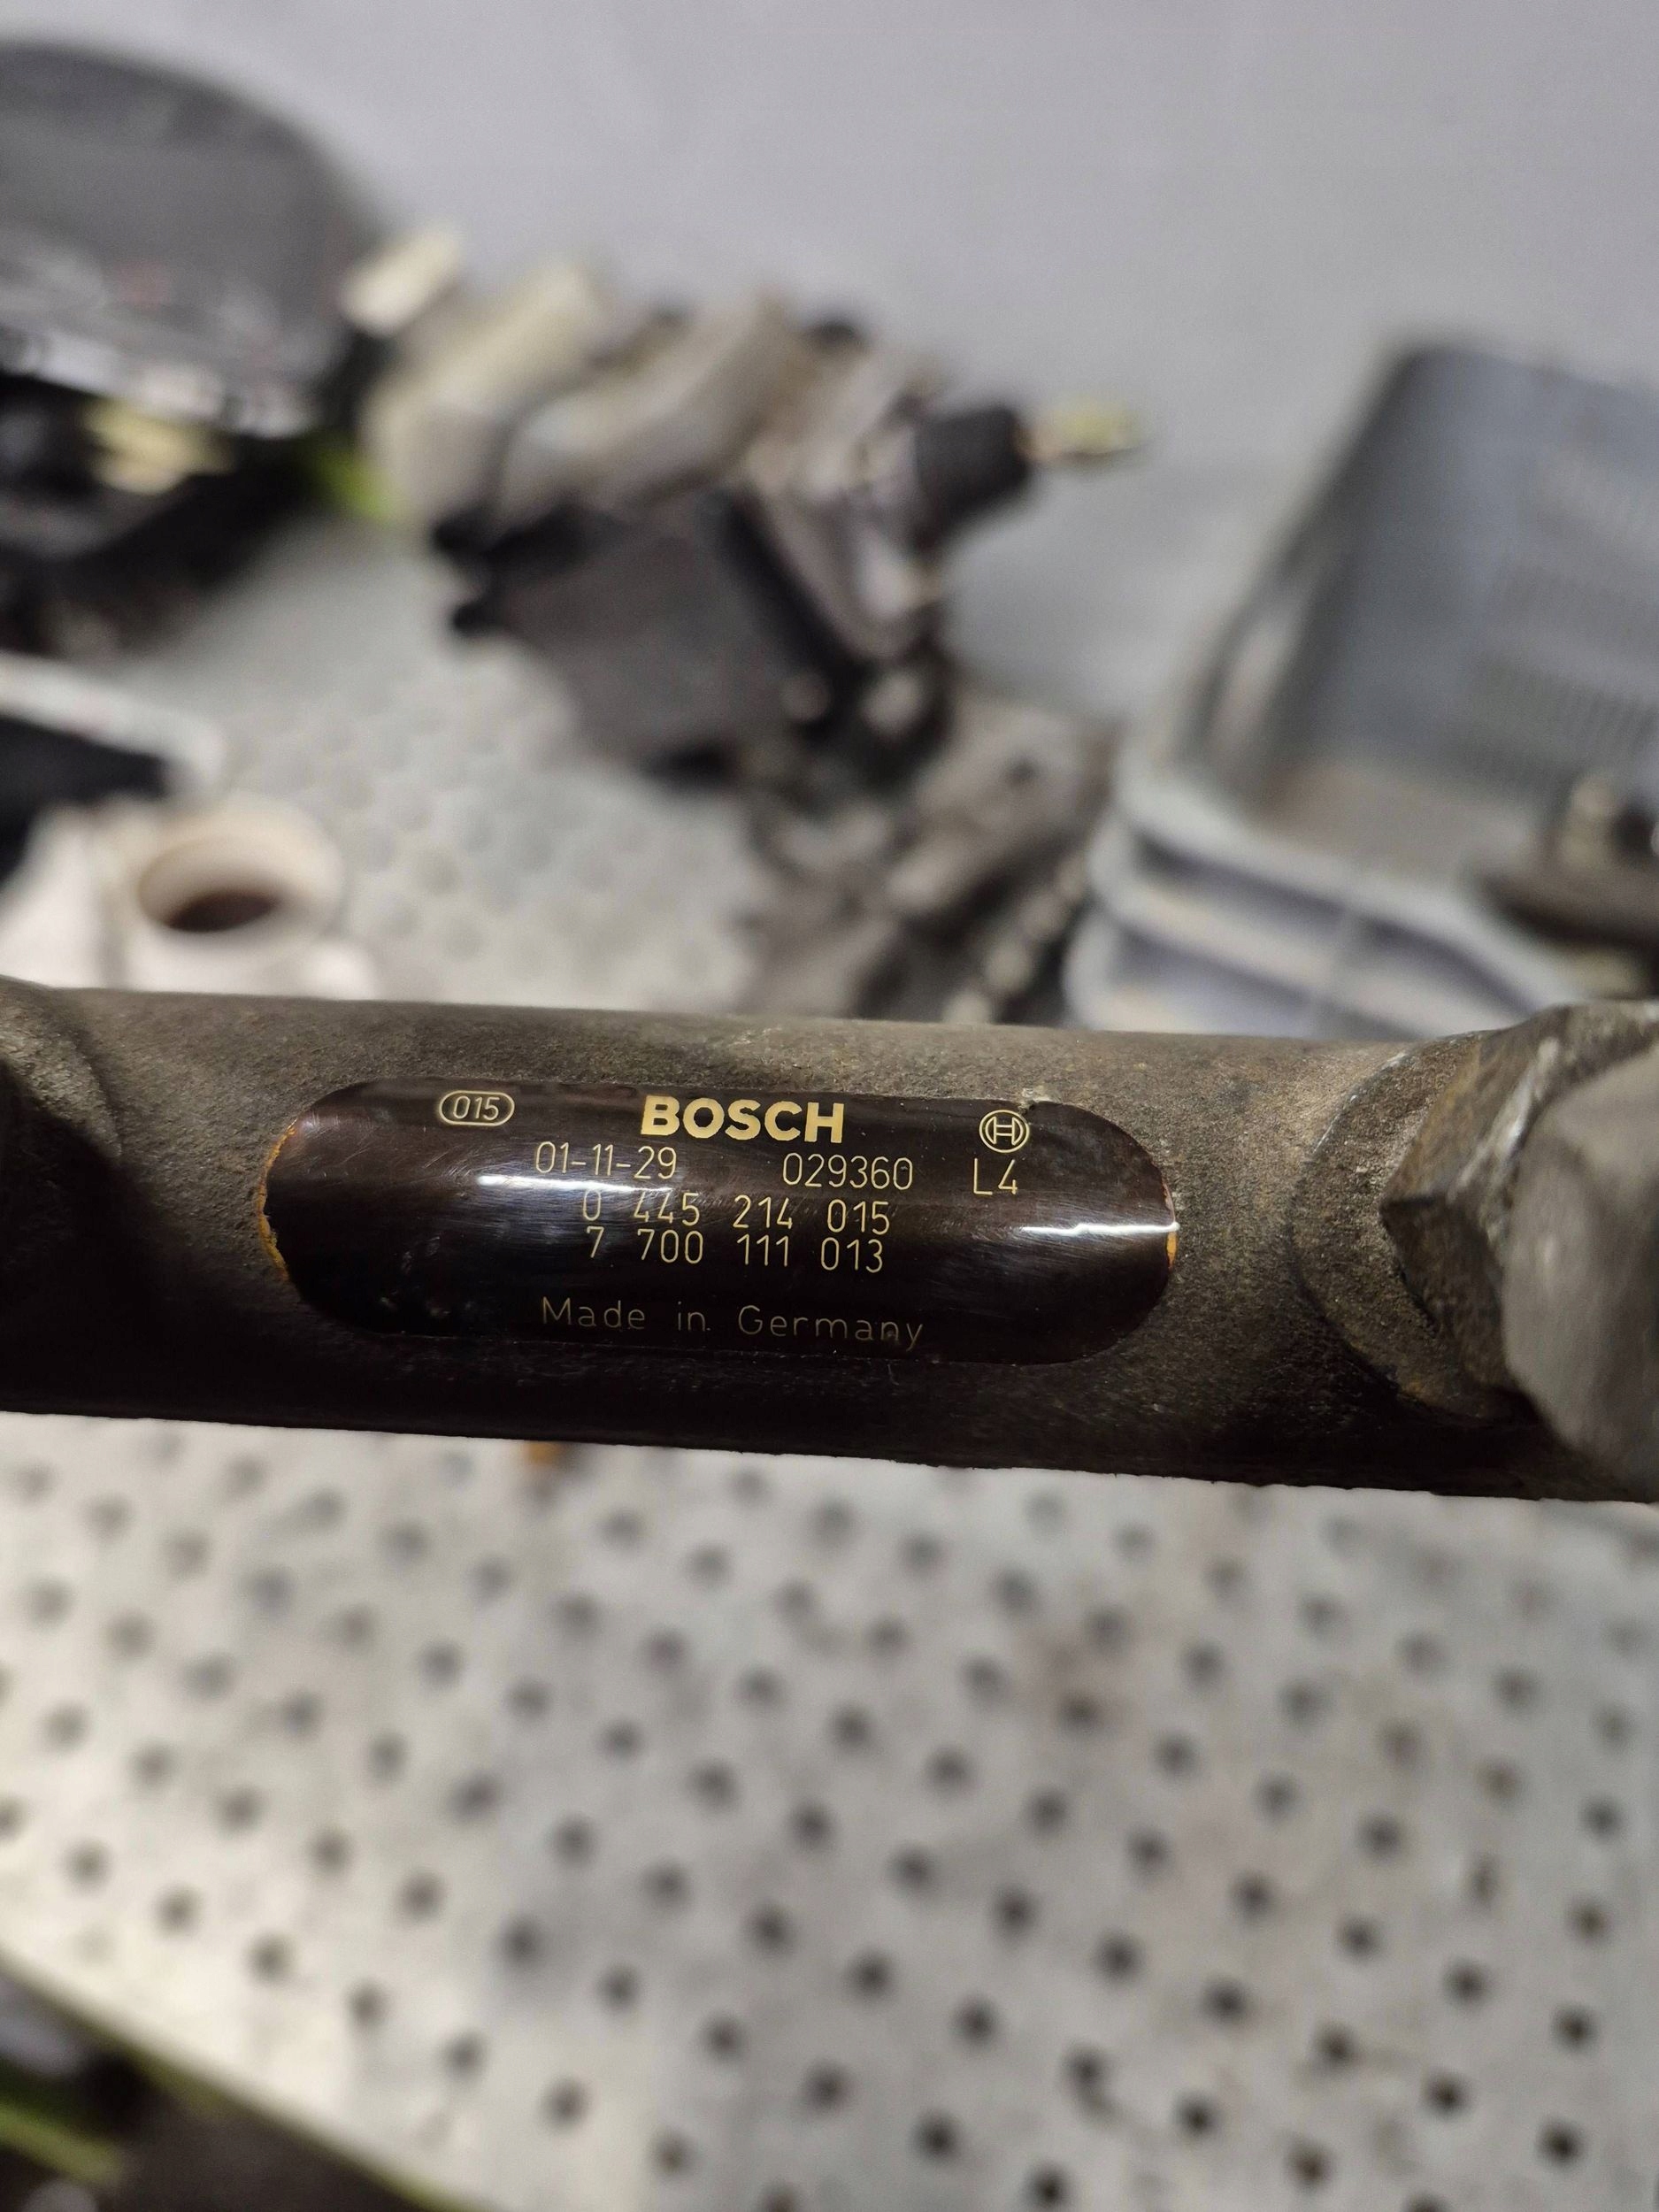 015 BOSCH
01-11-29 029360 L4
0 445 214 015
7 700 111 013
Made in Germany